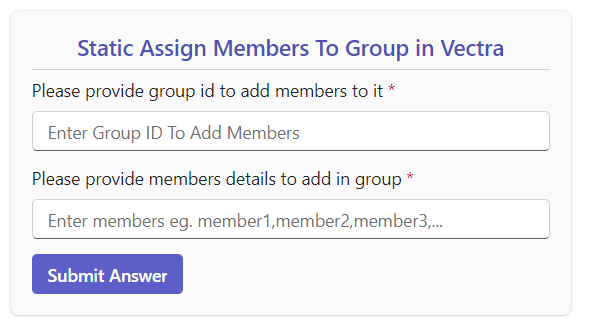 Static Assign Members To Group in Vectra
Please provide group id to add members to it *
Enter Group ID To Add Members
Please provide members details to add in group *
Enter members eg. member1,member2,member3,...
Submit Answer